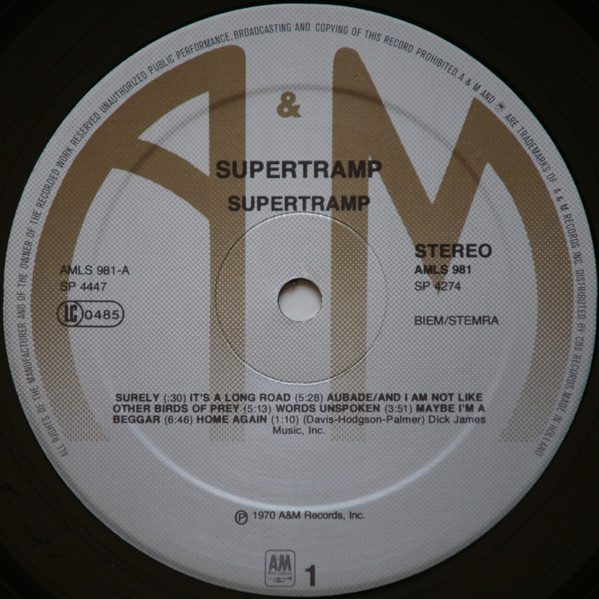 ALL RIGHTS OF THE MANUFACTURER AND OF THE OWNER OF THE RECORDED WORK RESERVED UNAUTHORIZED PUBLIC PERFORMANCE, BROADCASTING AND COPYING OF THIS RECORD PROHIBITED. A & M AND ARE TRADEMARKS OF A & M RECORDS INC. DISTRIBUTED BY CBS RECORDS. MADE IN HOLLAND
A & M
SUPERTRAMP
SUPERTRAMP
STEREO
AMLS 981-A
AMLS 981
SP 4447
SP 4274
LC 0485
BIEM/STEMRA
SURELY (:30) IT'S A LONG ROAD (5:28) AUBADE/AND I AM NOT LIKE
OTHER BIRDS OF PREY (5:13) WORDS UNSPOKEN (3:51) MAYBE I'M A
BEGGAR (6:46) HOME AGAIN (1:10) (Davis-Hodgson-Palmer) Dick James
Music, Inc.
℗ 1970 A&M Records, Inc.
A&M
RECORDS
1